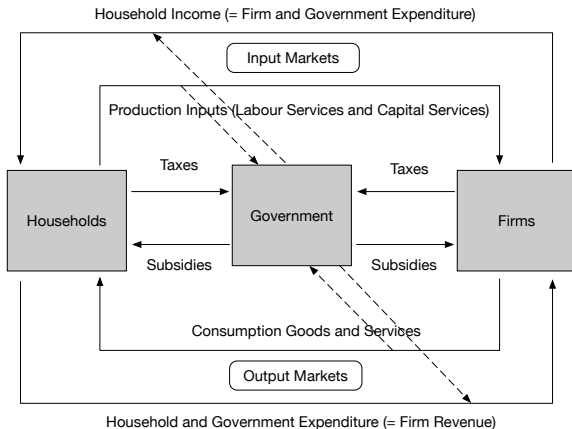 Household Income (= Firm and Government Expenditure)
Input Markets
Production Inputs (Labour Services and Capital Services)
Taxes
Taxes
Households
Government
Firms
Subsidies
Subsidies
Consumption Goods and Services
Output Markets
Household and Government Expenditure (= Firm Revenue)